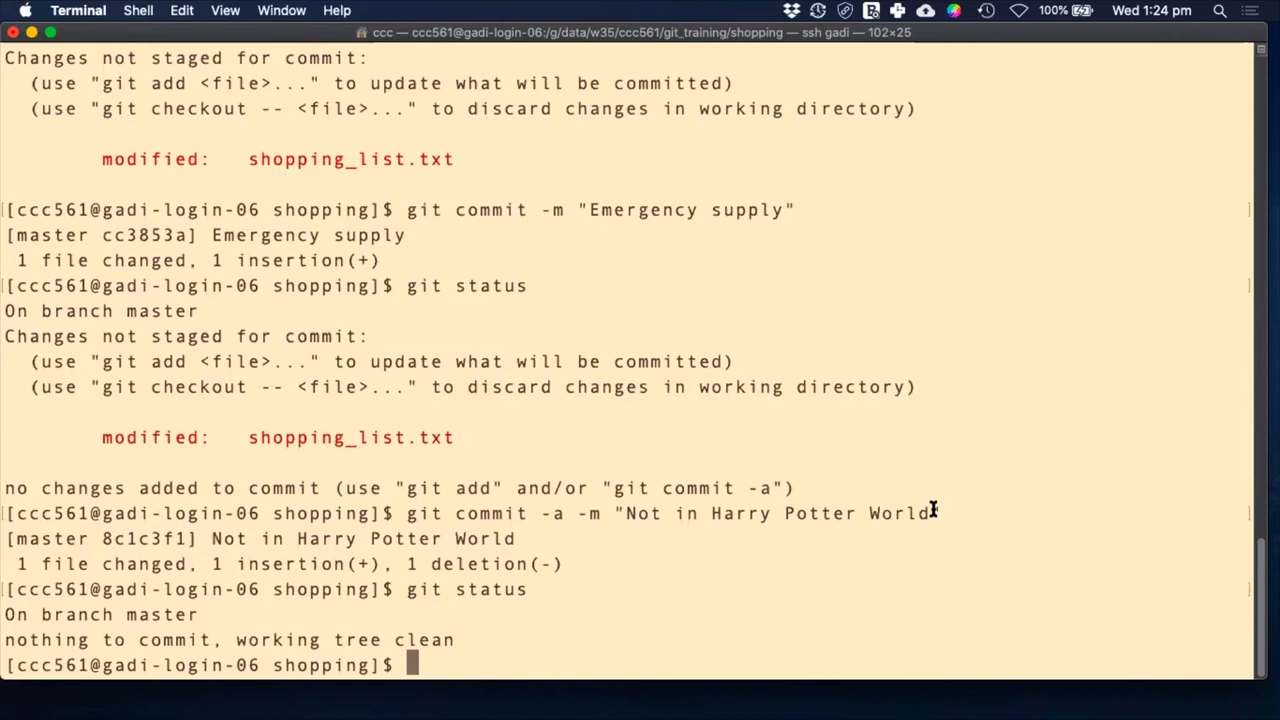 Terminal Shell Edit View Window Help 100% Wed 1:24 pm
ccc — ccc561@gadi-login-06:/g/data/w35/ccc561/git_training/shopping — ssh gadi — 102×25
Changes not staged for commit:
  (use "git add <file>..." to update what will be committed)
  (use "git checkout -- <file>..." to discard changes in working directory)
        modified:   shopping_list.txt
[ccc561@gadi-login-06 shopping]$ git commit -m "Emergency supply"
[master cc3853a] Emergency supply
 1 file changed, 1 insertion(+)
[ccc561@gadi-login-06 shopping]$ git status
On branch master
Changes not staged for commit:
  (use "git add <file>..." to update what will be committed)
  (use "git checkout -- <file>..." to discard changes in working directory)
        modified:   shopping_list.txt
no changes added to commit (use "git add" and/or "git commit -a")
[ccc561@gadi-login-06 shopping]$ git commit -a -m "Not in Harry Potter World"
[master 8c1c3f1] Not in Harry Potter World
 1 file changed, 1 insertion(+), 1 deletion(-)
[ccc561@gadi-login-06 shopping]$ git status
On branch master
nothing to commit, working tree clean
[ccc561@gadi-login-06 shopping]$